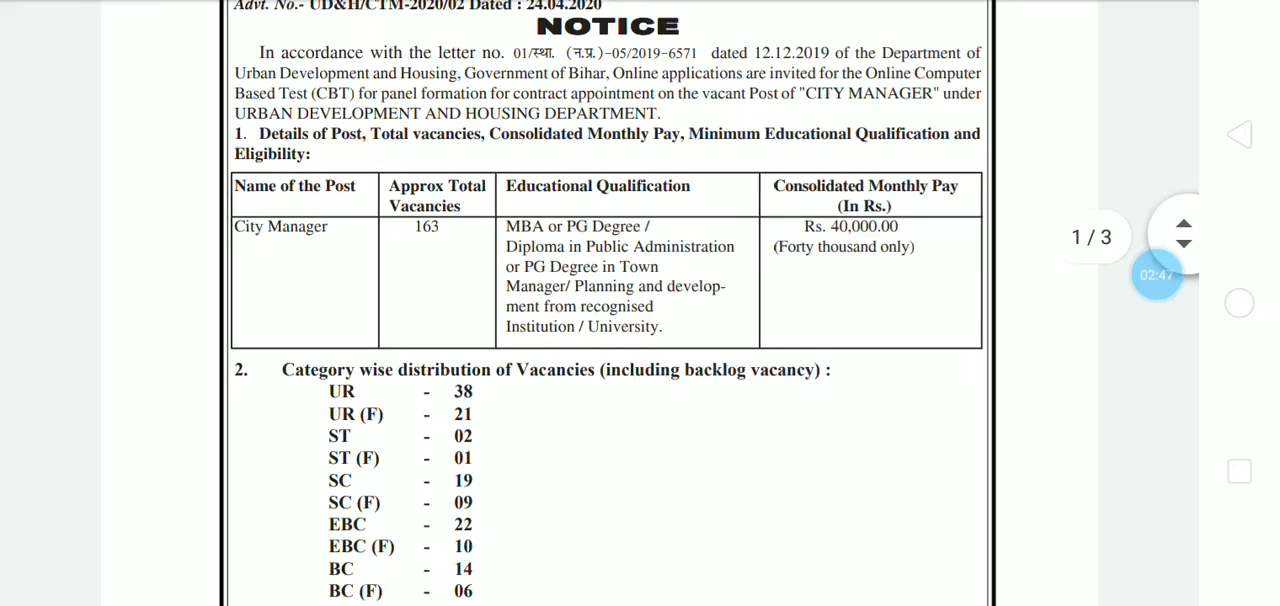 Advt. No.- UD&H/CTM-2020/02 Dated : 24.04.2020
NOTICE
In accordance with the letter no. 01/स्था. (न.प्र.)-05/2019-6571 dated 12.12.2019 of the Department of
Urban Development and Housing, Government of Bihar, Online applications are invited for the Online Computer
Based Test (CBT) for panel formation for contract appointment on the vacant Post of "CITY MANAGER" under
URBAN DEVELOPMENT AND HOUSING DEPARTMENT.
1. Details of Post, Total vacancies, Consolidated Monthly Pay, Minimum Educational Qualification and
Eligibility:
Name of the Post Approx Total Educational Qualification Consolidated Monthly Pay
Vacancies (In Rs.)
City Manager 163 MBA or PG Degree / Rs. 40,000.00
Diploma in Public Administration (Forty thousand only)
or PG Degree in Town
Manager/ Planning and develop-
ment from recognised
Institution / University.
2. Category wise distribution of Vacancies (including backlog vacancy) :
UR - 38
UR (F) - 21
ST - 02
ST (F) - 01
SC - 19
SC (F) - 09
EBC - 22
EBC (F) - 10
BC - 14
BC (F) - 06
1 / 3
02:47